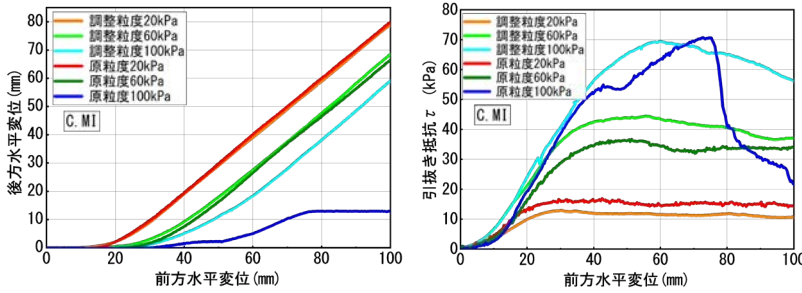 後方水平変位(mm)
80
70
60
50
40
30
20
10
0
調整粒度20kPa
調整粒度60kPa
調整粒度100kPa
原粒度20kPa
原粒度60kPa
原粒度100kPa
C.MI
0 20 40 60 80 100
前方水平変位(mm)
引抜き抵抗τ (kPa)
80
70
60
50
40
30
20
10
0
調整粒度20kPa
調整粒度60kPa
調整粒度100kPa
原粒度20kPa
原粒度60kPa
原粒度100kPa
C.MI
0 20 40 60 80 100
前方水平変位(mm)